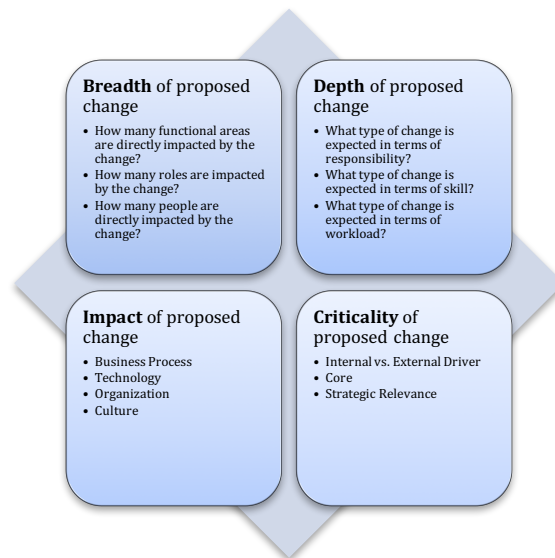 Breadth of proposed
change
• How many functional areas
are directly impacted by the
change?
• How many roles are impacted
by the change?
• How many people are
directly impacted by the
change?
Depth of proposed
change
• What type of change is
expected in terms of
responsibility?
• What type of change is
expected in terms of skill?
• What type of change is
expected in terms of
workload?
Impact of proposed
change
• Business Process
• Technology
• Organization
• Culture
Criticality of
proposed change
• Internal vs. External Driver
• Core
• Strategic Relevance